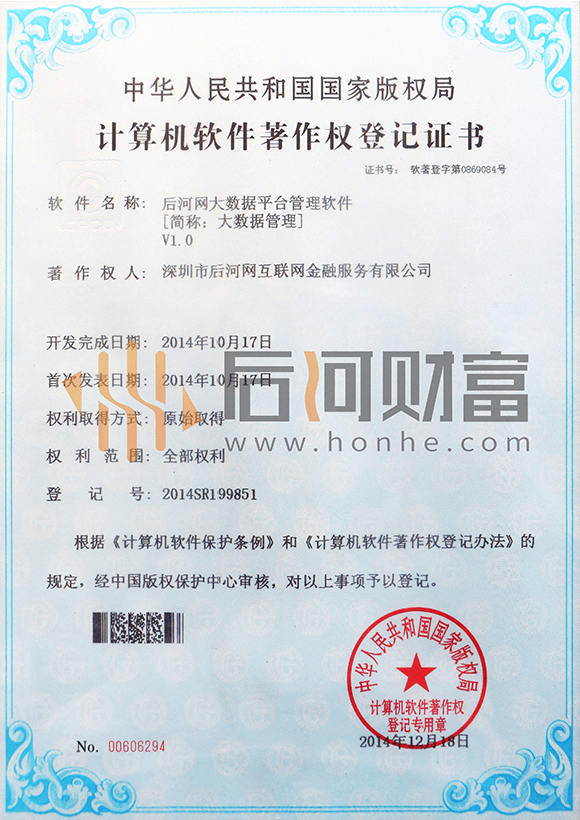 中华人民共和国国家版权局
计算机软件著作权登记证书
证书号: 软著登字第0869084号
软件名称: 后河网大数据平台管理软件
[简称: 大数据管理]
V1.0
著作权人: 深圳市后河网互联网金融服务有限公司
开发完成日期: 2014年10月17日
首次发表日期: 2014年10月17日
后河财富
权利取得方式: 原始取得
www.honhe.com
权利范围: 全部权利
登记号: 2014SR199851
根据《计算机软件保护条例》和《计算机软件著作权登记办法》的
规定, 经中国版权保护中心审核, 对以上事项予以登记。
中华人民共和国国家版权局
计算机软件著作权
登记专用章
No. 00606294
2014年12月18日